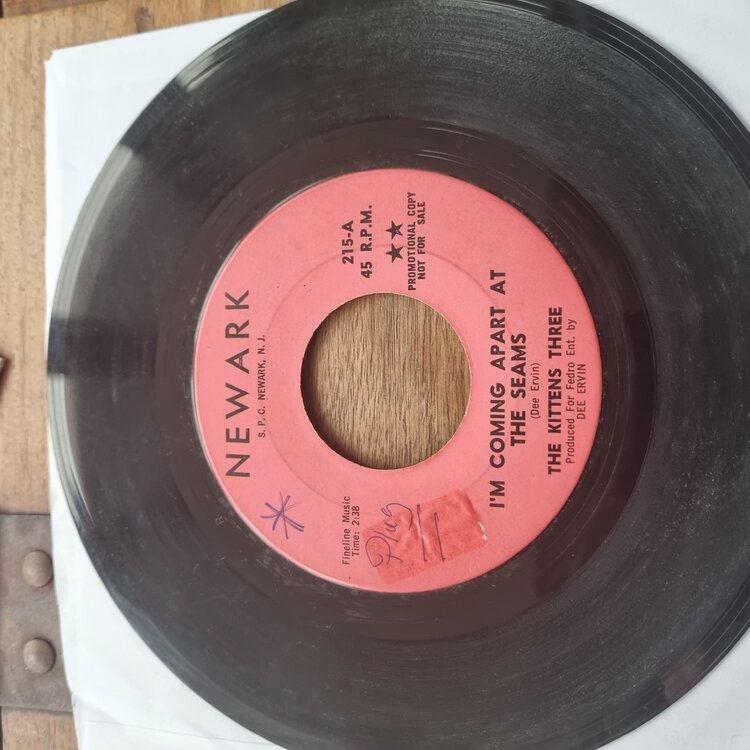 NEWARK
S. P. C. NEWARK, N. J.
215-A
45 R.P.M.
★★
PROMOTIONAL COPY
NOT FOR SALE
Fineline Music
Time: 2:38
Plug
I'M COMING APART AT
THE SEAMS
(Dee Ervin)
THE KITTENS THREE
Produced For Fedro Ent. by
DEE ERVIN